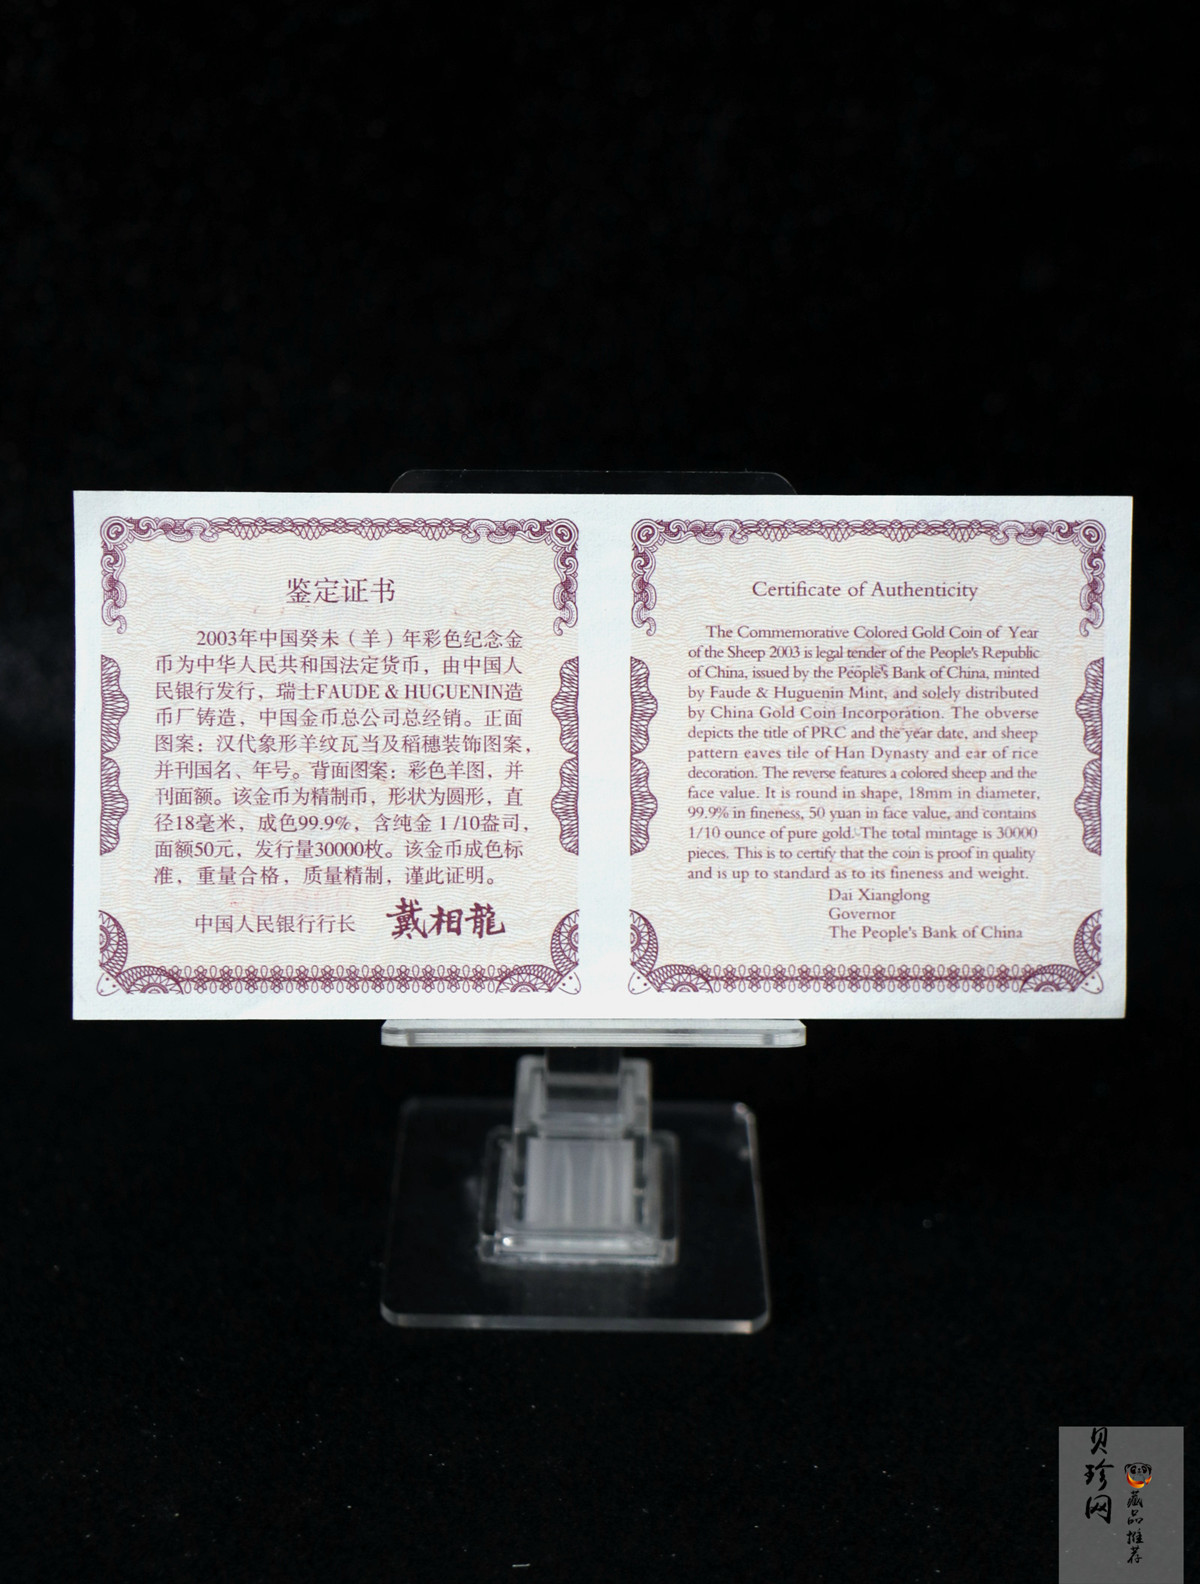 鉴定证书
2003年中国癸未（羊）年彩色纪念金
币为中华人民共和国法定货币，由中国人
民银行发行，瑞士FAUDE & HUGUENIN造
币厂铸造，中国金币总公司总经销。正面
图案：汉代象形羊纹瓦当及稻穗装饰图案，
并刊国名、年号。背面图案：彩色羊图，并
刊面额。该金币为精制币，形状为圆形，直
径18毫米，成色99.9%，含纯金 1 /10盎司，
面额50元，发行量30000枚。该金币成色标
准，重量合格，质量精制，谨此证明。
中国人民银行行长 戴相龍
Certificate of Authenticity
The Commemorative Colored Gold Coin of Year
of the Sheep 2003 is legal tender of the People's Republic
of China, issued by the People's Bank of China, minted
by Faude & Huguenin Mint, and solely distributed
by China Gold Coin Incorporation. The obverse
depicts the title of PRC and the year date, and sheep
pattern eaves tile of Han Dynasty and ear of rice
decoration. The reverse features a colored sheep and the
face value. It is round in shape, 18mm in diameter,
99.9% in fineness, 50 yuan in face value, and contains
1/10 ounce of pure gold. The total mintage is 30000
pieces. This is to certify that the coin is proof in quality
and is up to standard as to its fineness and weight.
Dai Xianglong
Governor
The People's Bank of China
贝珍网
藏品推荐